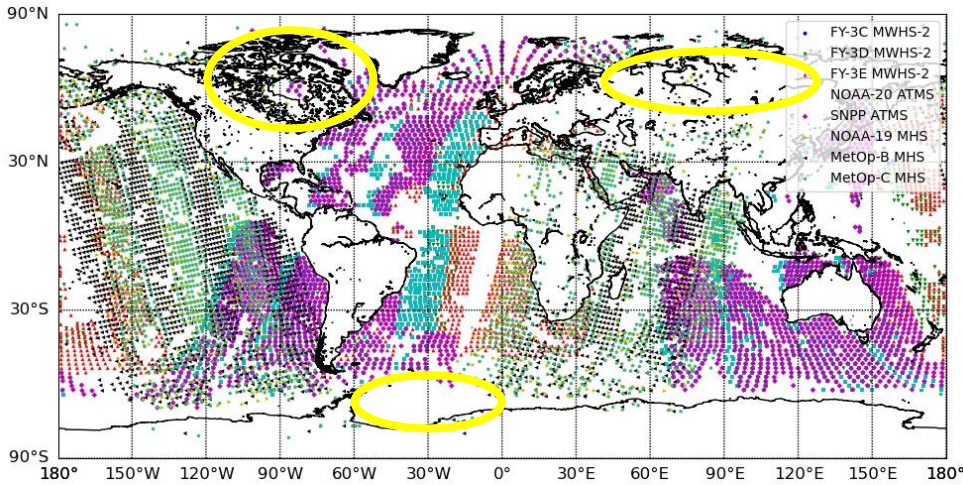 90°N
FY-3C MWHS-2
FY-3D MWHS-2
FY-3E MWHS-2
NOAA-20 ATMS
SNPP ATMS
NOAA-19 MHS
MetOp-B MHS
MetOp-C MHS
30°N
30°S
90°S
180° 150°W 120°W 90°W 60°W 30°W 0° 30°E 60°E 90°E 120°E 150°E 180°